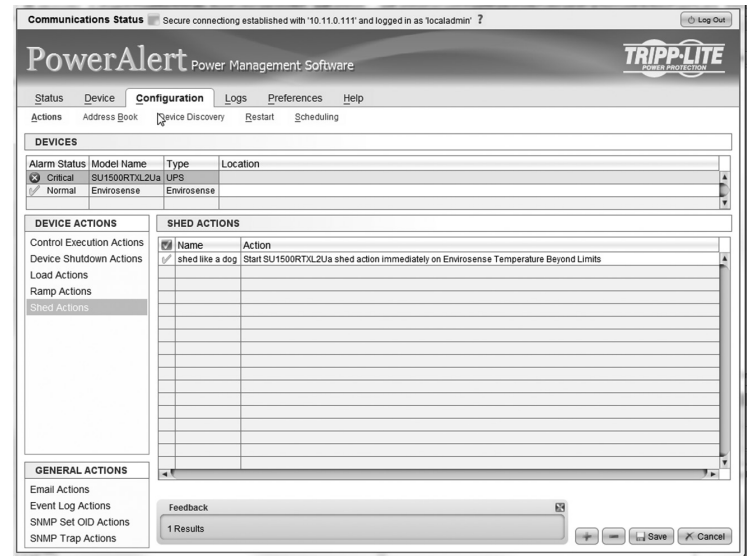 Communications Status Secure connectiong established with '10.11.0.111' and logged in as 'localadmin' ? Log Out
PowerAlert Power Management Software
TRIPP·LITE
POWER PROTECTION
Status Device Configuration Logs Preferences Help
Actions Address Book Device Discovery Restart Scheduling
DEVICES
Alarm Status Model Name Type Location
Critical SU1500RTXL2Ua UPS
Normal Envirosense Envirosense
DEVICE ACTIONS
Control Execution Actions
Device Shutdown Actions
Load Actions
Ramp Actions
Shed Actions
SHED ACTIONS
Name Action
shed like a dog Start SU1500RTXL2Ua shed action immediately on Envirosense Temperature Beyond Limits
GENERAL ACTIONS
Email Actions
Event Log Actions
SNMP Set OID Actions
SNMP Trap Actions
Feedback
1 Results
Save Cancel